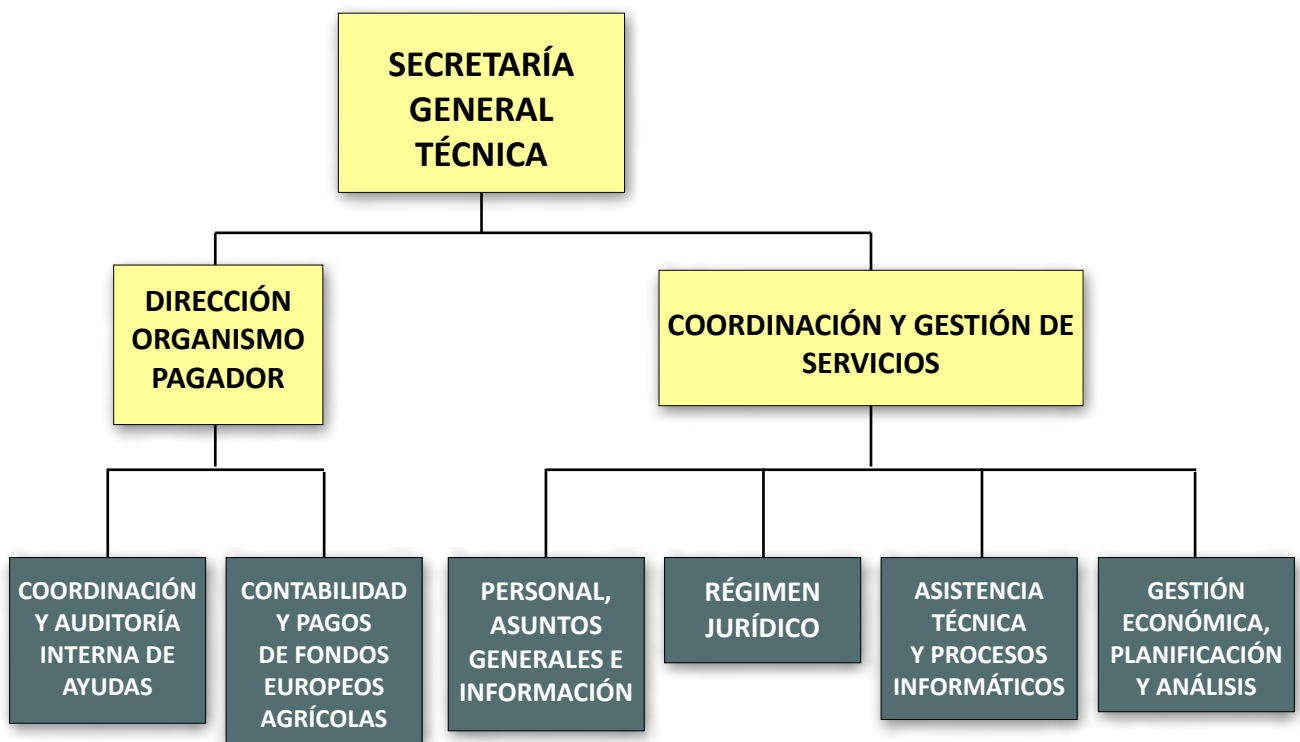 SECRETARÍA
GENERAL
TÉCNICA
DIRECCIÓN
ORGANISMO
PAGADOR
COORDINACIÓN Y GESTIÓN DE
SERVICIOS
COORDINACIÓN
Y AUDITORÍA
INTERNA DE
AYUDAS
CONTABILIDAD
Y PAGOS
DE FONDOS
EUROPEOS
AGRÍCOLAS
PERSONAL,
ASUNTOS
GENERALES E
INFORMACIÓN
RÉGIMEN
JURÍDICO
ASISTENCIA
TÉCNICA
Y PROCESOS
INFORMÁTICOS
GESTIÓN
ECONÓMICA,
PLANIFICACIÓN
Y ANÁLISIS